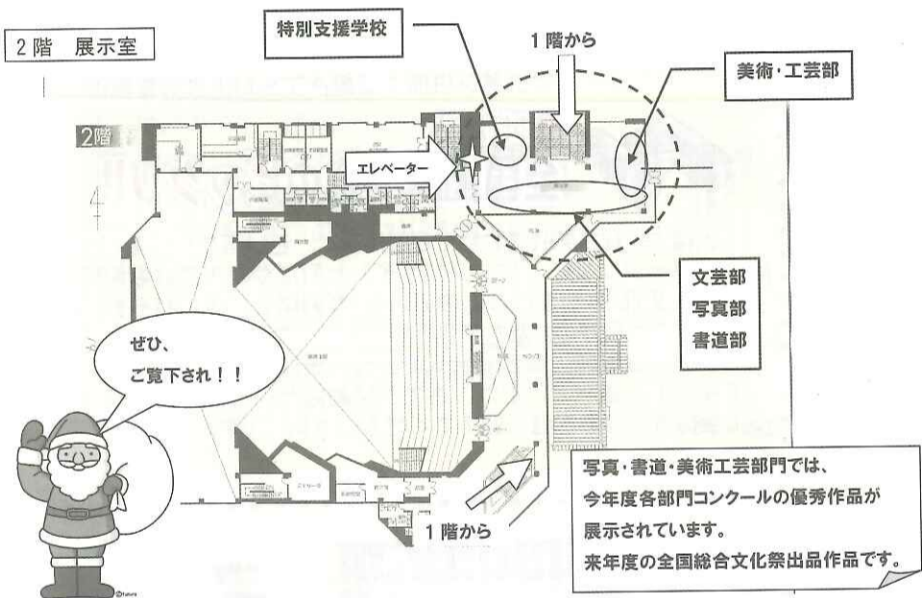 2階 展示室
特別支援学校
1階から
美術・工芸部
2階
エレベーター
文芸部
写真部
書道部
ぜひ、
ご覧下され!!
1階から
写真・書道・美術工芸部門では、
今年度各部門コンクールの優秀作品が
展示されています。
来年度の全国総合文化祭出品作品です。